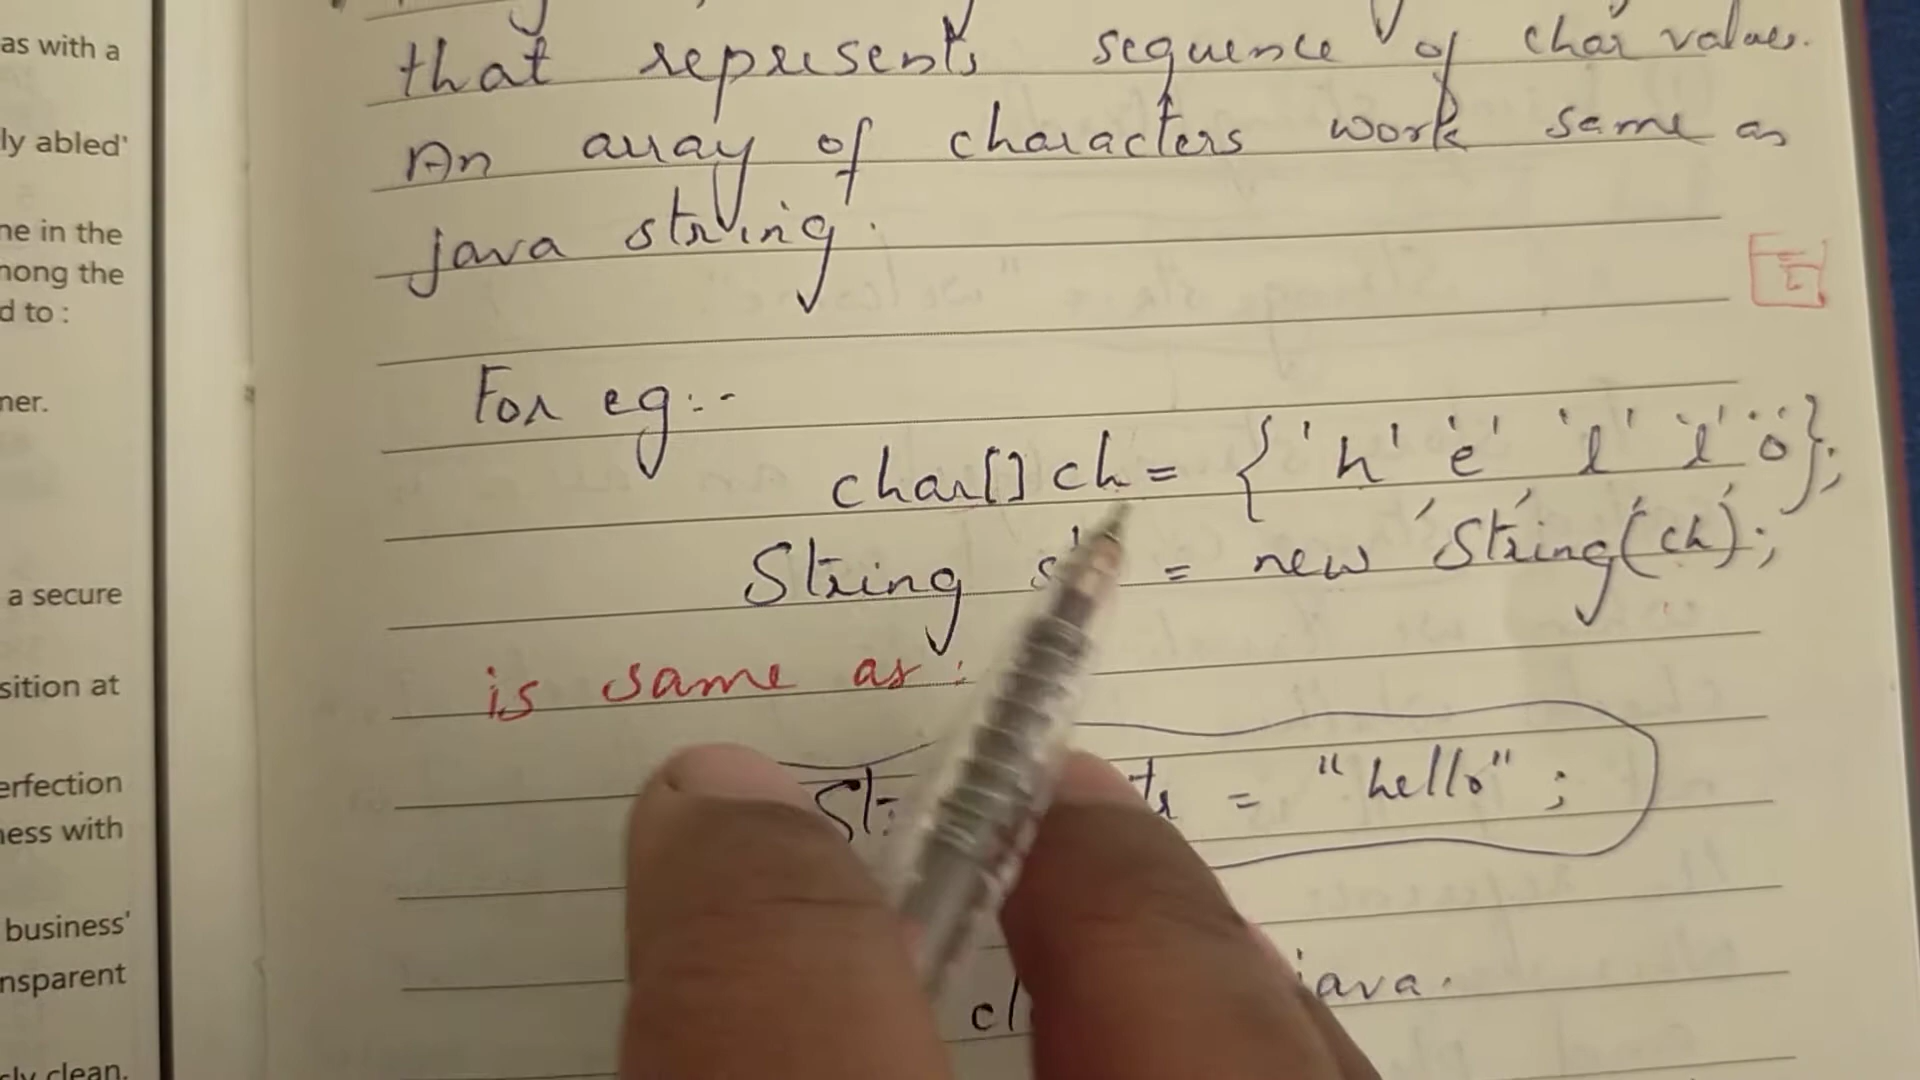 as with a
ly abled'
ne in the
nong the
d to :
ner.
a secure
sition at
erfection
ness with
business'
nsparent
cly clean.
that represents sequence of char values.
An array of characters work same as
java string.
For eg:-
char[] ch = { 'h', 'e', 'l', 'l', 'o' };
String = new String(ch);
is same as:
= "hello" ;
java.